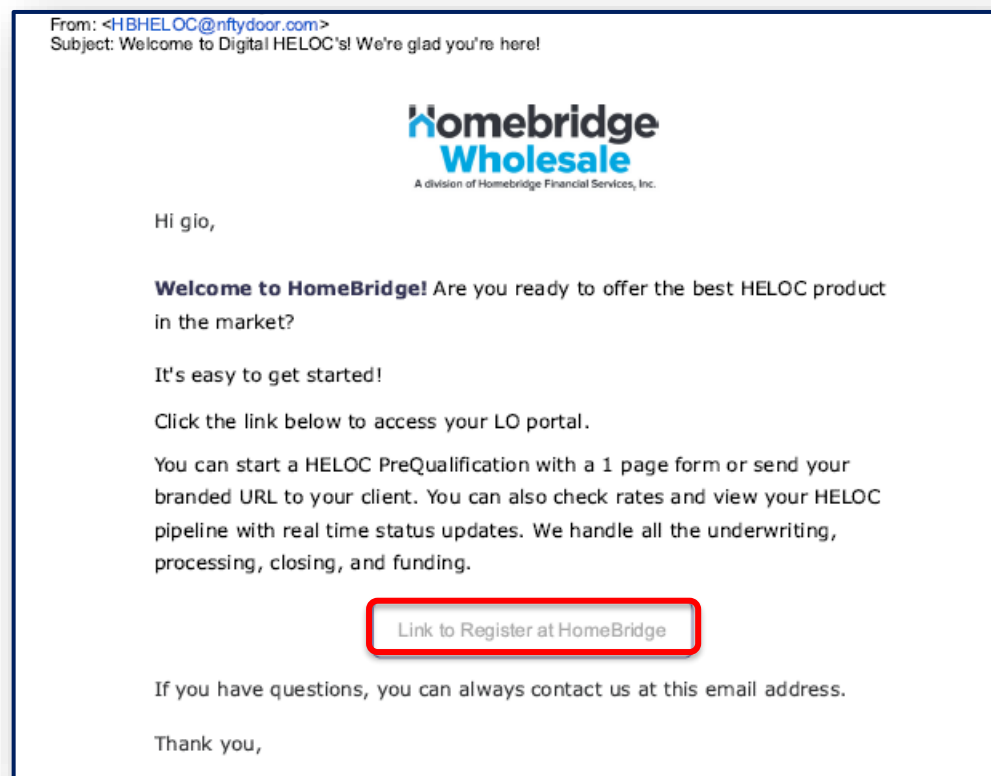 From: <HBHELOC@nftydoor.com>
Subject: Welcome to Digital HELOC's! We're glad you're here!
Homebridge
Wholesale
A division of Homebridge Financial Services, Inc.
Hi gio,
Welcome to HomeBridge! Are you ready to offer the best HELOC product
in the market?
It's easy to get started!
Click the link below to access your LO portal.
You can start a HELOC PreQualification with a 1 page form or send your
branded URL to your client. You can also check rates and view your HELOC
pipeline with real time status updates. We handle all the underwriting,
processing, closing, and funding.
Link to Register at HomeBridge
If you have questions, you can always contact us at this email address.
Thank you,